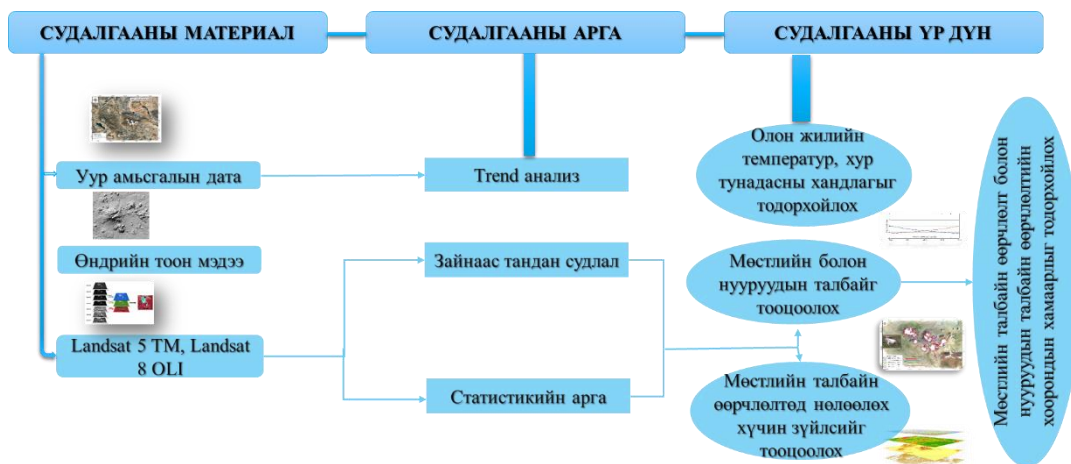 СУДАЛГААНЫ МАТЕРИАЛ
СУДАЛГААНЫ АРГА
СУДАЛГААНЫ ҮР ДҮН
Уур амьсгалын дата
Өндрийн тоон мэдээ
Landsat 5 TM, Landsat
8 OLI
Trend анализ
Зайнаас тандан судлал
Статистикийн арга
Олон жилийн
температур, хур
тунадасны хандлагыг
тодорхойлох
Мөстлийн болон
нууруудын талбайг
тооцоолох
Мөстлийн талбайн
өөрчлөлтөд нөлөөлөх
хүчин зүйлсийг
тооцоолох
Мөстлийн талбайн өөрчлөлт болон
нууруудын талбайн өөрчлөлтийн
хоорондын хамаарлыг тодорхойлох